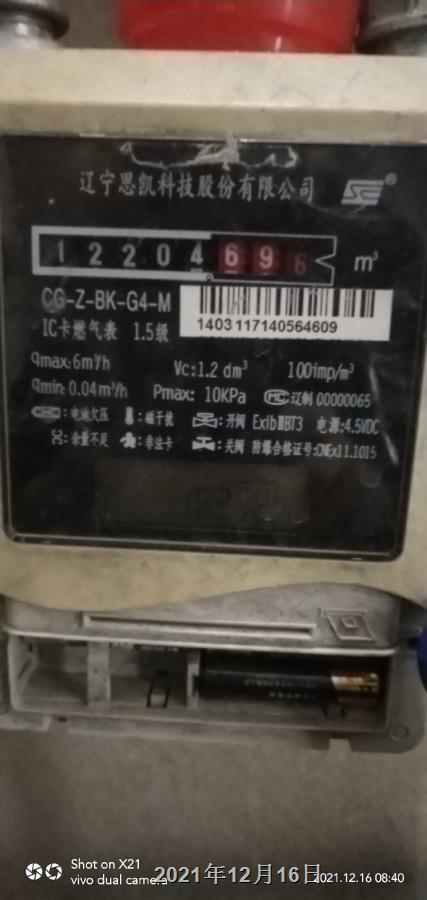 辽宁思凯科技股份有限公司 SC®
12204696 m³
CG-Z-BK-G4-M
IC卡燃气表 1.5级
1403117140564609
qmax:6m³/h Vc:1.2 dm³ 100imp/m³
qmin:0.04m³/h Pmax: 10KPa MC辽制 00000065
:电池欠压 :磁干扰 :开阀 ExibⅡBT3 电源:4.5VDC
:余量不足 :非法卡 :关阀 防爆合格证号:CNEx11.1015
Shot on X21
vivo dual camera
2021年12月16日
2021.12.16 08:40